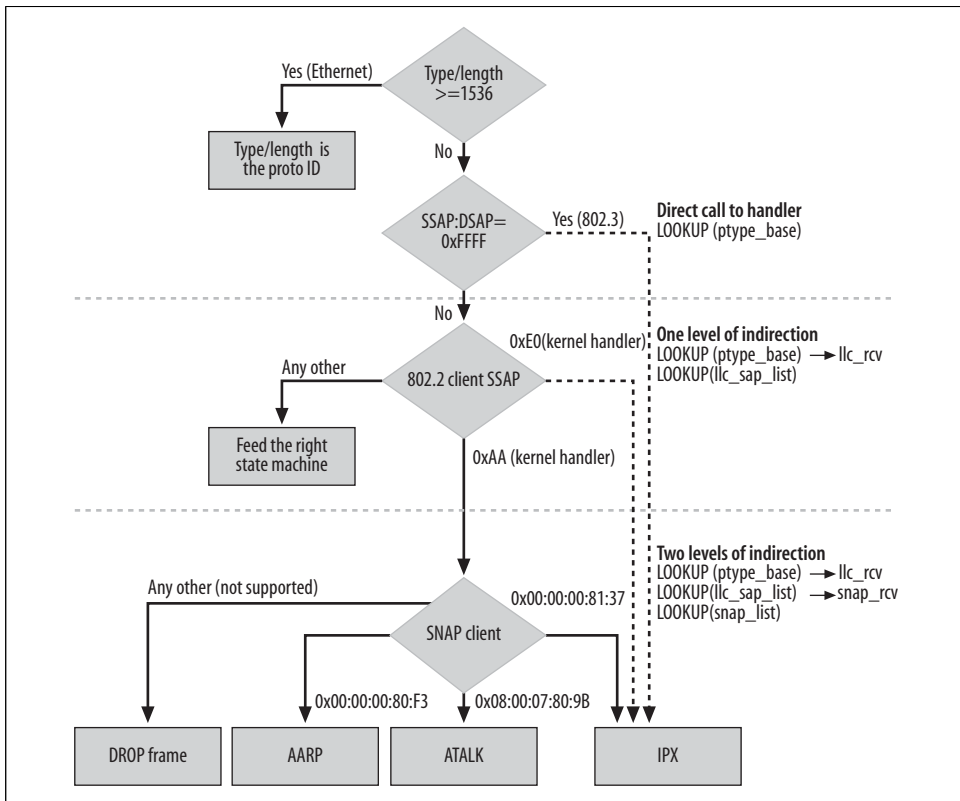 Yes (Ethernet)
Type/length
>=1536
Type/length is
the proto ID
No
SSAP:DSAP=
0xFFFF
Yes (802.3)
Direct call to handler
LOOKUP (ptype_base)
No
0xE0(kernel handler)
One level of indirection
LOOKUP (ptype_base) → llc_rcv
LOOKUP(llc_sap_list)
Any other
802.2 client SSAP
Feed the right
state machine
0xAA (kernel handler)
Two levels of indirection
LOOKUP (ptype_base) → llc_rcv
LOOKUP(llc_sap_list) → snap_rcv
LOOKUP(snap_list)
Any other (not supported)
0x00:00:00:81:37
SNAP client
0x00:00:00:80:F3
0x08:00:07:80:9B
DROP frame
AARP
ATALK
IPX